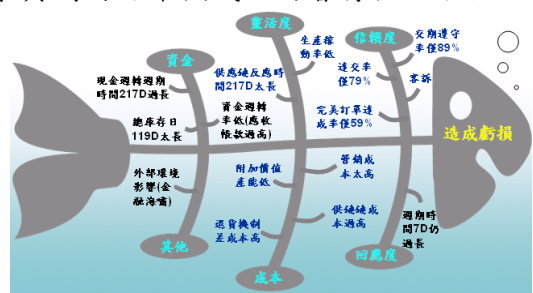 資金
靈活度
信賴度
現金週轉週期
時間217D過長
總庫存日
119D太長
供應鏈反應時
間217D太長
資金週轉
率低(應收
帳款過高)
生產稼
動率低
達交率
僅79%
完美訂單達
成率僅59%
交期遵守
率僅89%
客訴
造成虧損
外部環境
影響(金
融海嘯)
附加價值
產能低
退貨機制
差成本高
管銷成
本太高
供應鏈成
本過高
週期時
間7D仍
過長
其他
成本
回應度